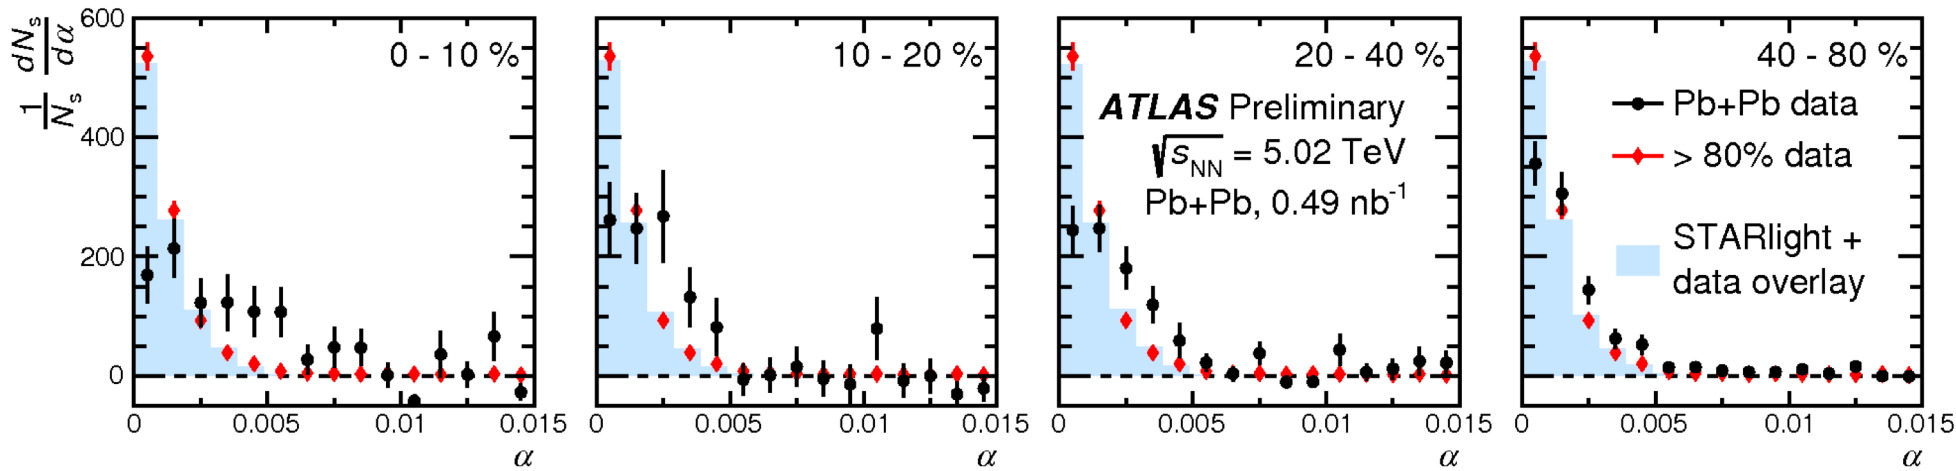 1/Nₛ dNₛ/dα
600
400
200
0
0 - 10 %
0 0.005 0.01 0.015
α
10 - 20 %
0 0.005 0.01 0.015
α
20 - 40 %
ATLAS Preliminary
√sNN = 5.02 TeV
Pb+Pb, 0.49 nb⁻¹
0 0.005 0.01 0.015
α
40 - 80 %
Pb+Pb data
> 80% data
STARlight +
data overlay
0 0.005 0.01 0.015
α